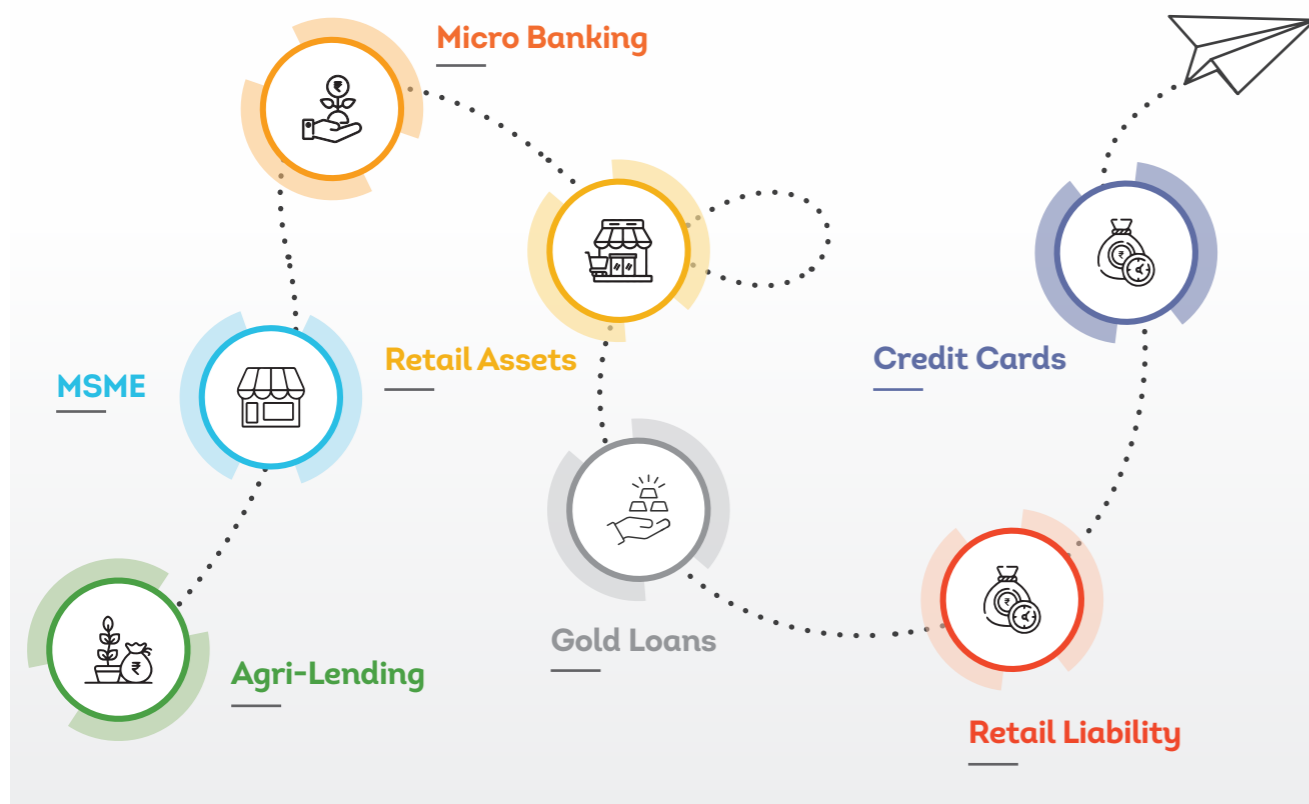 Micro Banking
Retail Assets
Credit Cards
MSME
Gold Loans
Agri-Lending
Retail Liability